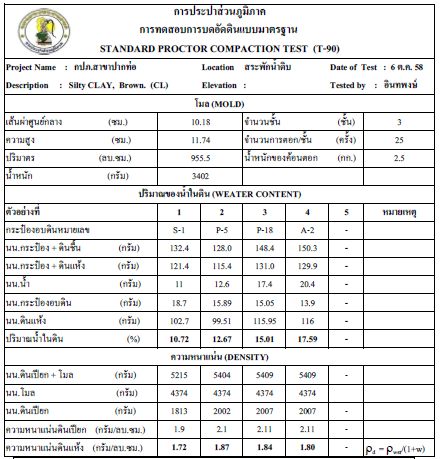 การประปาส่วนภูมิภาค
การทดสอบการบดอัดดินแบบมาตรฐาน
STANDARD PROCTOR COMPACTION TEST (T-90)
Project Name : กปภ.สาขาปากท่อ Location สระพักน้ำดิบ Date of Test : 6 ต.ค. 58
Description : Silty CLAY, Brown. (CL) Elevation : Tested by : อินทพงษ์
โมล (MOLD)
เส้นผ่าศูนย์กลาง (ซม.) 10.18 จำนวนชั้น (ชั้น) 3
ความสูง (ซม.) 11.74 จำนวนการตอก/ชั้น (ครั้ง) 25
ปริมาตร (ลบ.ซม.) 955.5 น้ำหนักของค้อนตอก (กก.) 2.5
น้ำหนัก (กรัม) 3402
ปริมาณของน้ำในดิน (WEATER CONTENT)
ตัวอย่างที่ 1 2 3 4 5 หมายเหตุ
กระป๋องอบดินหมายเลข S-1 P-5 P-18 A-2 -
นน.กระป๋อง + ดินชื้น (กรัม) 132.4 128.0 148.4 150.3 -
นน.กระป๋อง + ดินแห้ง (กรัม) 121.4 115.4 131.0 129.9 -
นน.น้ำ (กรัม) 11 12.6 17.4 20.4 -
นน.กระป๋องอบดิน (กรัม) 18.7 15.89 15.05 13.9 -
นน.ดินแห้ง (กรัม) 102.7 99.51 115.95 116 -
ปริมาณน้ำในดิน (%) 10.72 12.67 15.01 17.59 -
ความหนาแน่น (DENSITY)
นน.ดินเปียก + โมล (กรัม) 5215 5404 5409 5409 -
นน.โมล (กรัม) 4374 4374 4374 4374 -
นน.ดินเปียก (กรัม) 1813 2002 2007 2007 -
ความหนาแน่นดินเปียก (กรัม/ลบ.ซม.) 1.9 2.1 2.11 2.11 -
ความหนาแน่นดินแห้ง (กรัม/ลบ.ซม.) 1.72 1.87 1.84 1.80 - ρd = ρwet/(1+w)